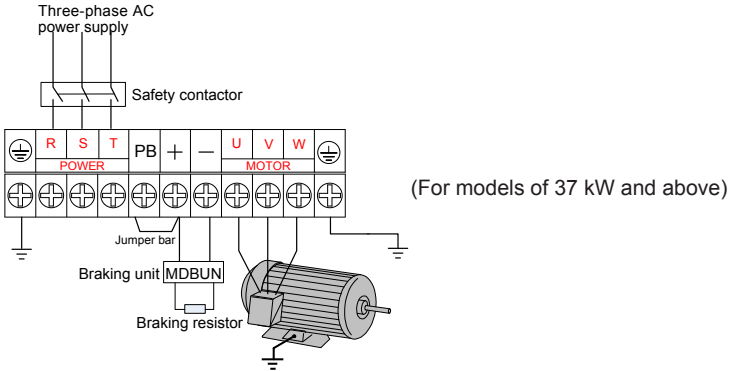 Three-phase AC
power supply
Safety contactor
R S T PB + − U V W
POWER MOTOR
(For models of 37 kW and above)
Jumper bar
Braking unit MDBUN
Braking resistor